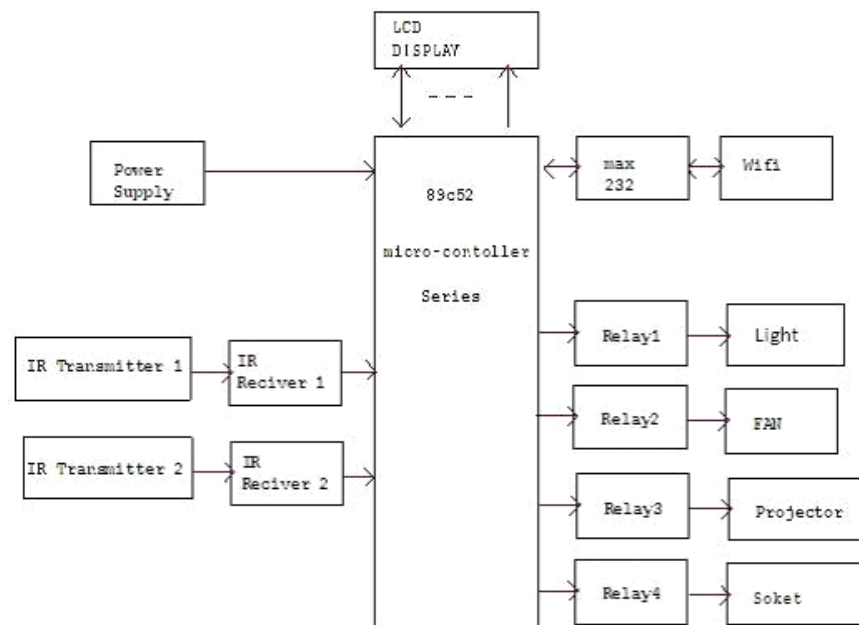 LCD
DISPLAY
Power
Supply
89c52
micro-contoller
Series
max
232
Wifi
IR Transmitter 1
IR
Reciver 1
IR Transmitter 2
IR
Reciver 2
Relay1
Light
Relay2
FAN
Relay3
Projector
Relay4
Soket